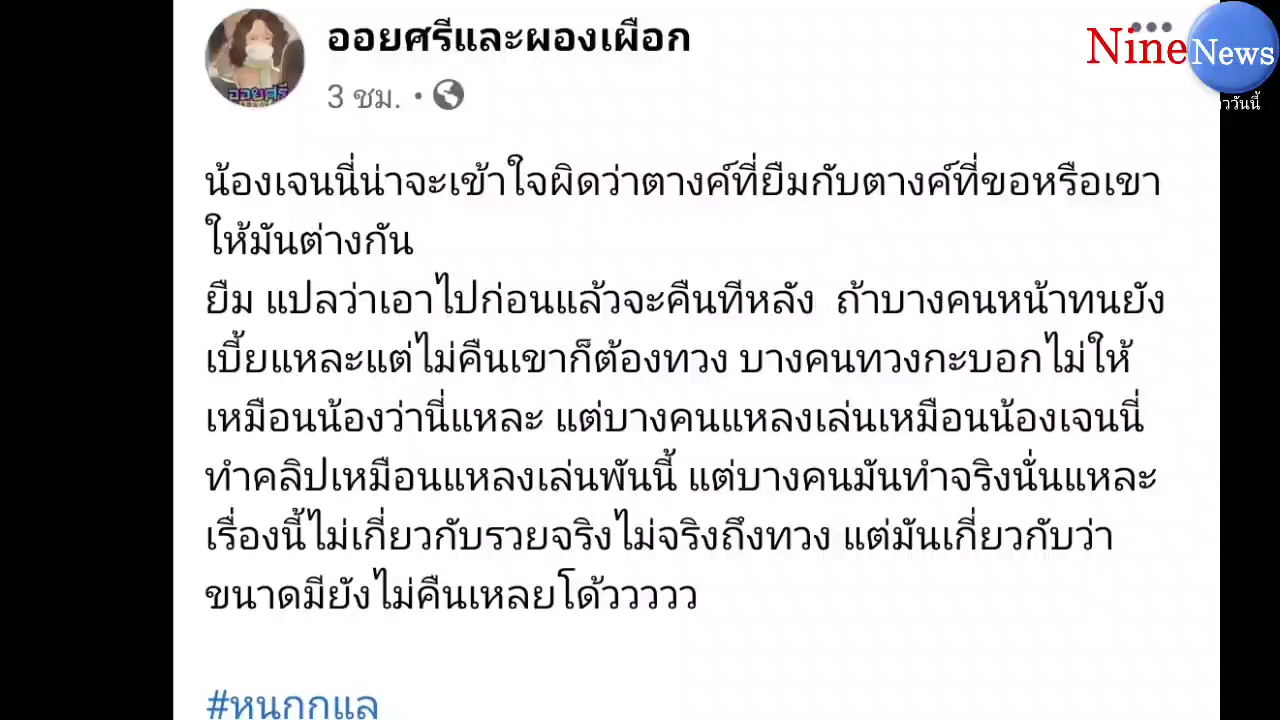 ออยศรีและผองเผือก
3 ชม.
Nine News
น้องเจนนี่น่าจะเข้าใจผิดว่าตางค์ที่ยืมกับตางค์ที่ขอหรือเขา
ให้มันต่างกัน
ยืม แปลว่าเอาไปก่อนแล้วจะคืนทีหลัง ถ้าบางคนหน้าทนยัง
เบี้ยแหละแต่ไม่คืนเขาก็ต้องทวง บางคนทวงกะบอกไม่ให้
เหมือนน้องว่านี่แหละ แต่บางคนแหลงเล่นเหมือนน้องเจนนี่
ทำคลิปเหมือนแหลงเล่นพันนี้ แต่บางคนมันทำจริงนั่นแหละ
เรื่องนี้ไม่เกี่ยวกับรวยจริงไม่จริงถึงทวง แต่มันเกี่ยวกับว่า
ขนาดมียังไม่คืนเหลยโด้ววววว